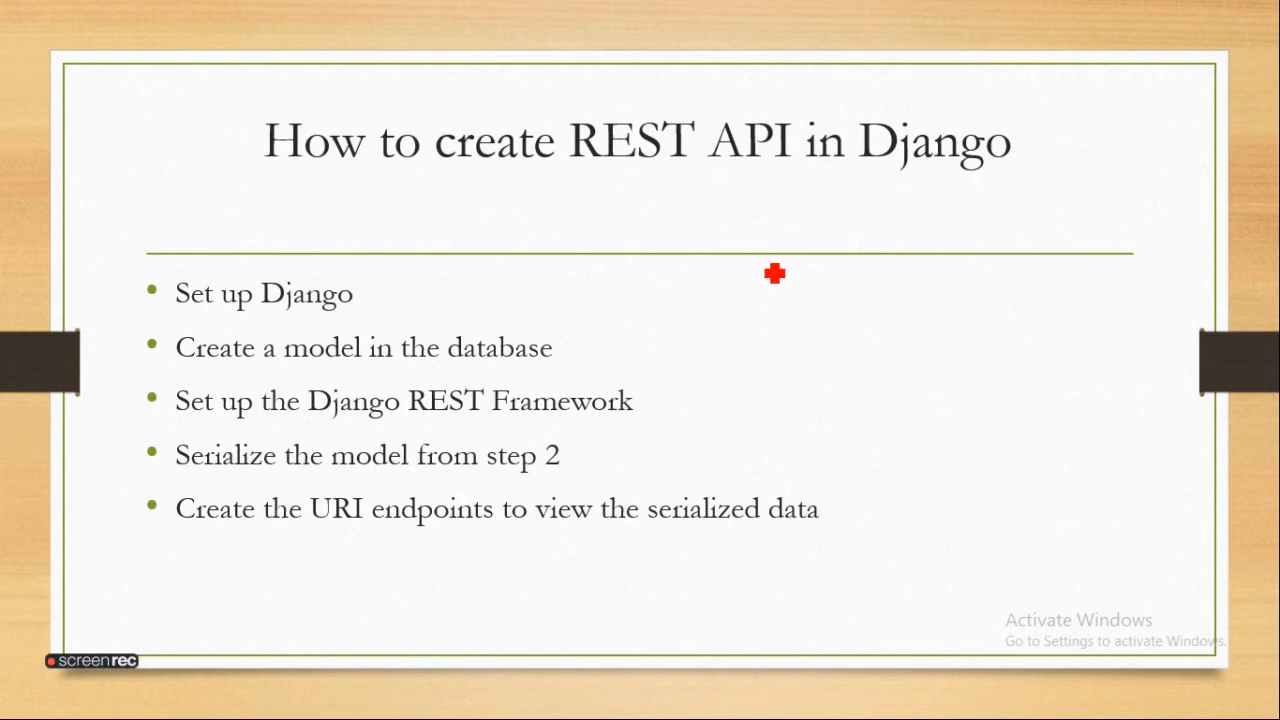 How to create REST API in Django
Set up Django
Create a model in the database
Set up the Django REST Framework
Serialize the model from step 2
Create the URI endpoints to view the serialized data
Activate Windows
Go to Settings to activate Windows.
screenrec